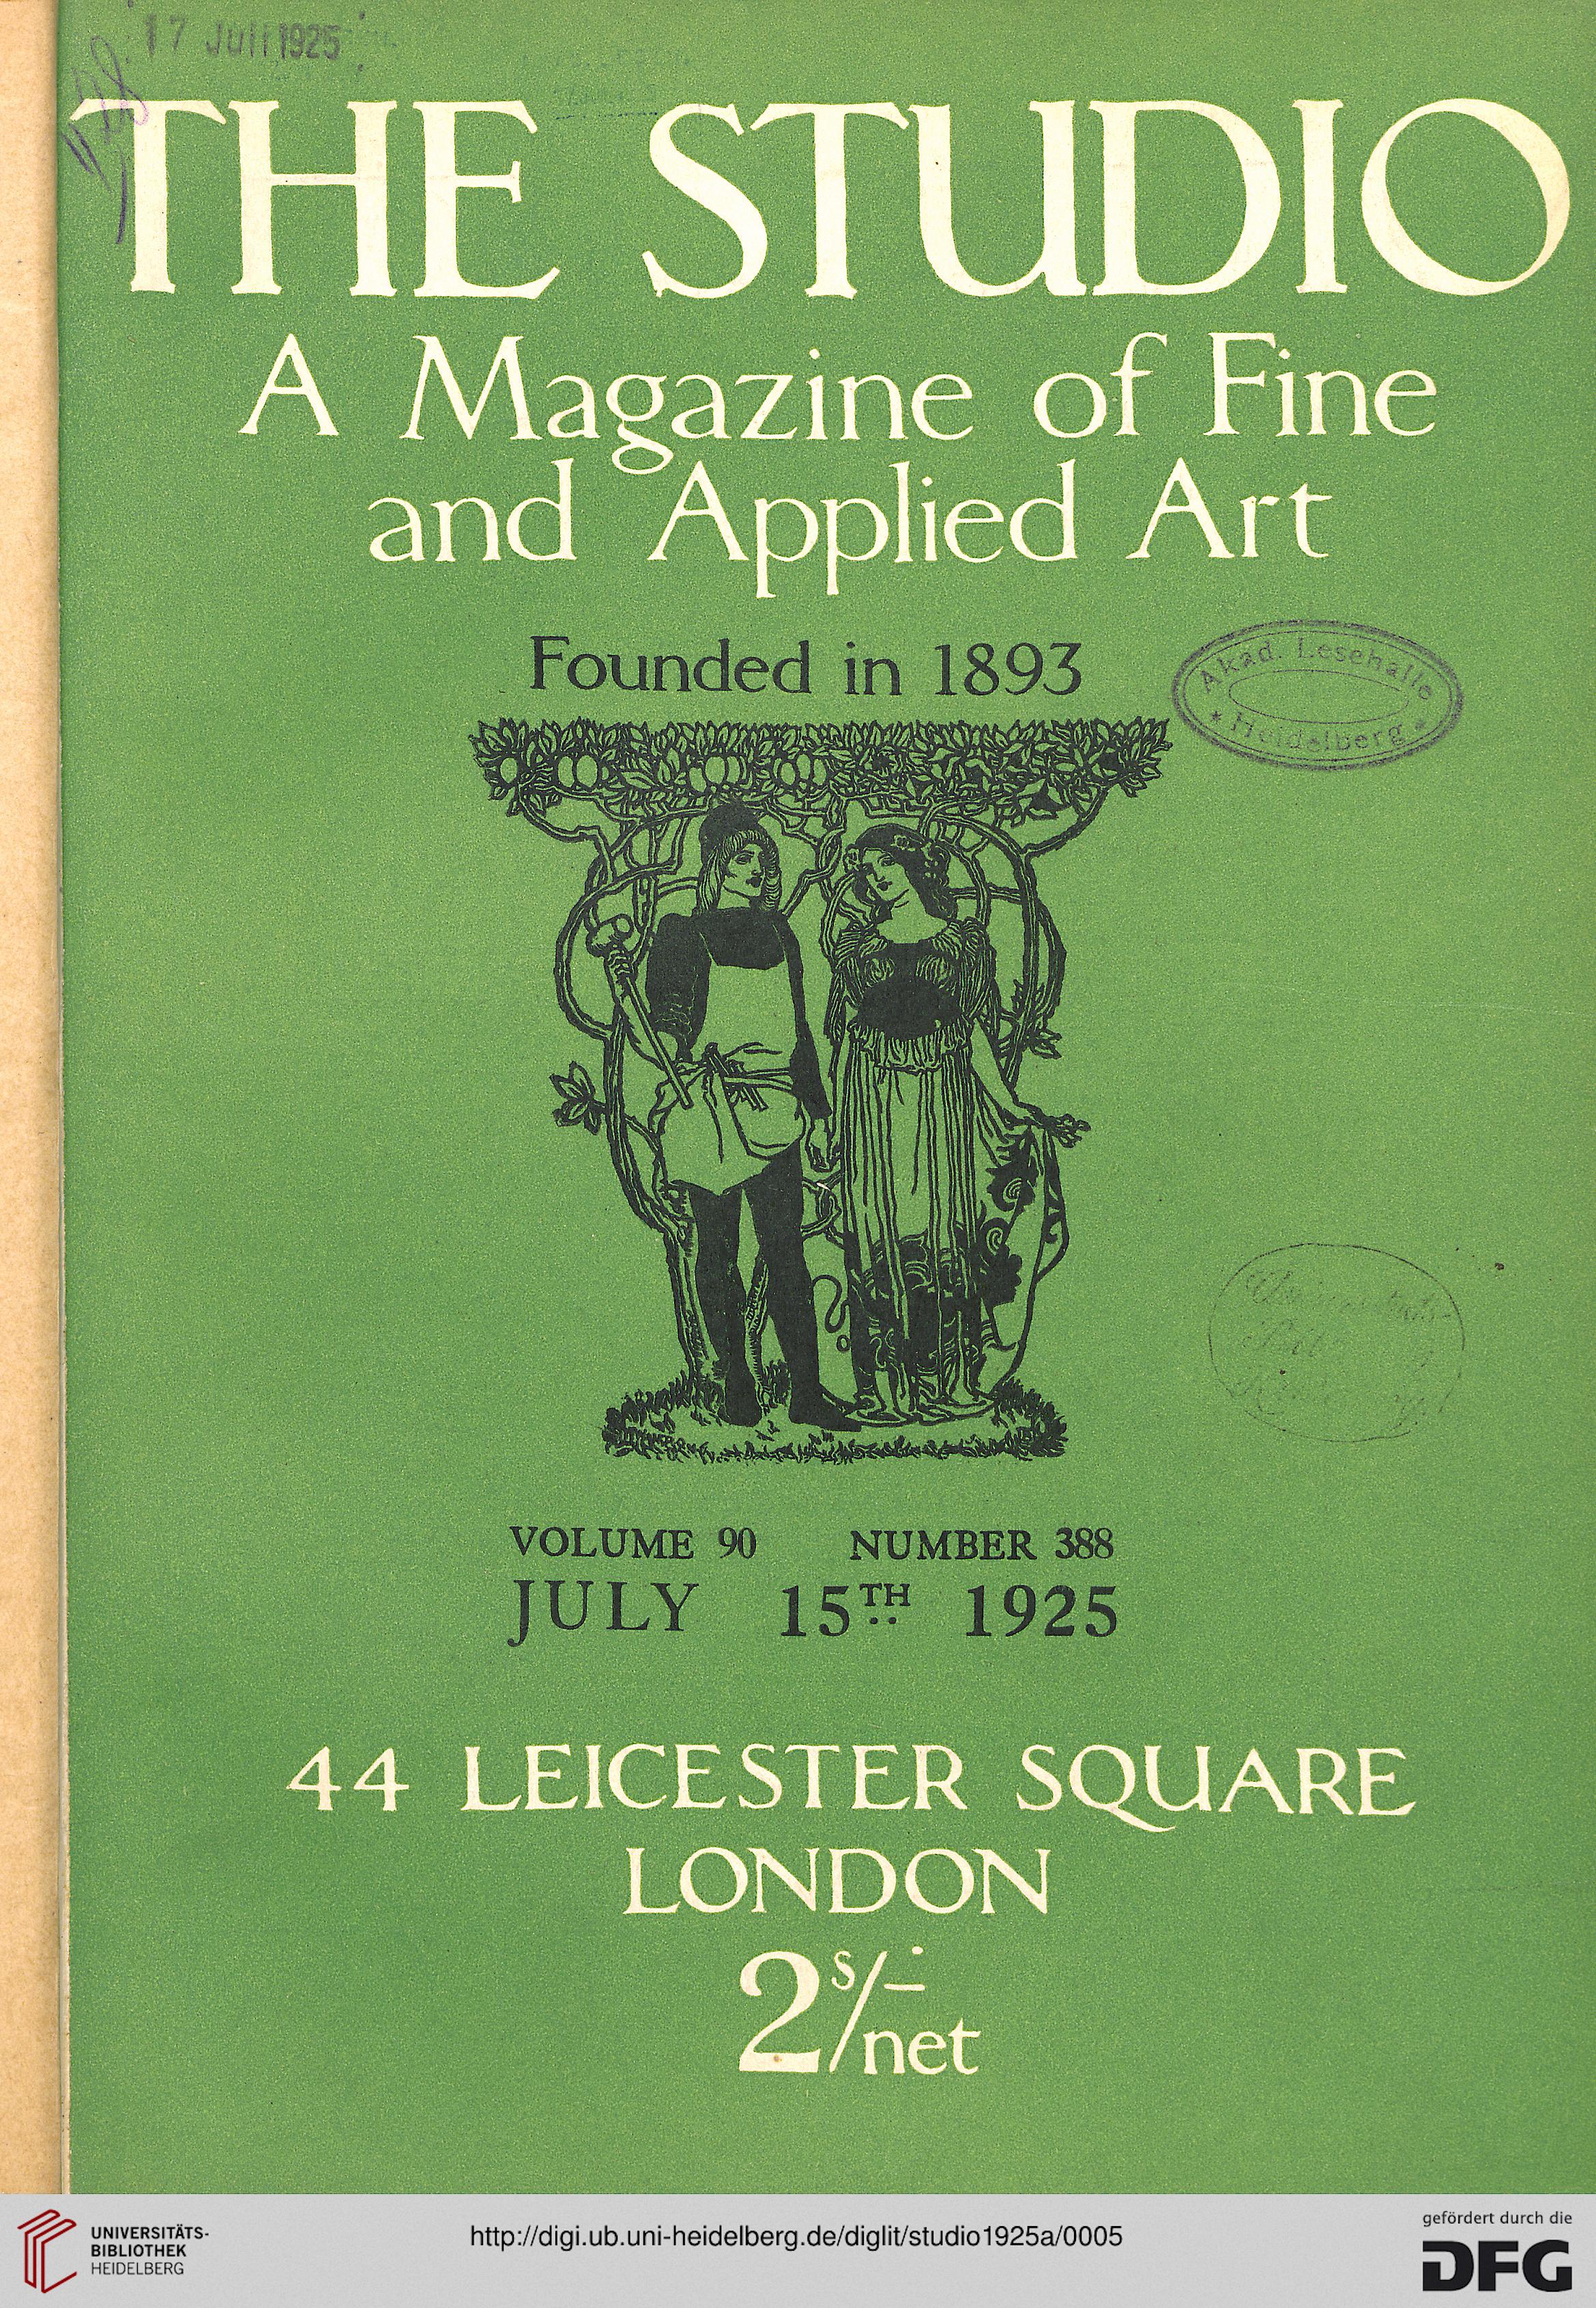 17 Juli 1925
THE STUDIO
A Magazine of Fine
and Applied Art
Founded in 1893
Akad. Lesehalle
* Heidelberg *
VOLUME 90 NUMBER 388
JULY 15TH 1925
44 LEICESTER SQUARE
LONDON
2s/-
net
UNIVERSITÄTS-
BIBLIOTHEK
HEIDELBERG
http://digi.ub.uni-heidelberg.de/diglit/studio1925a/0005
gefördert durch die
DFG